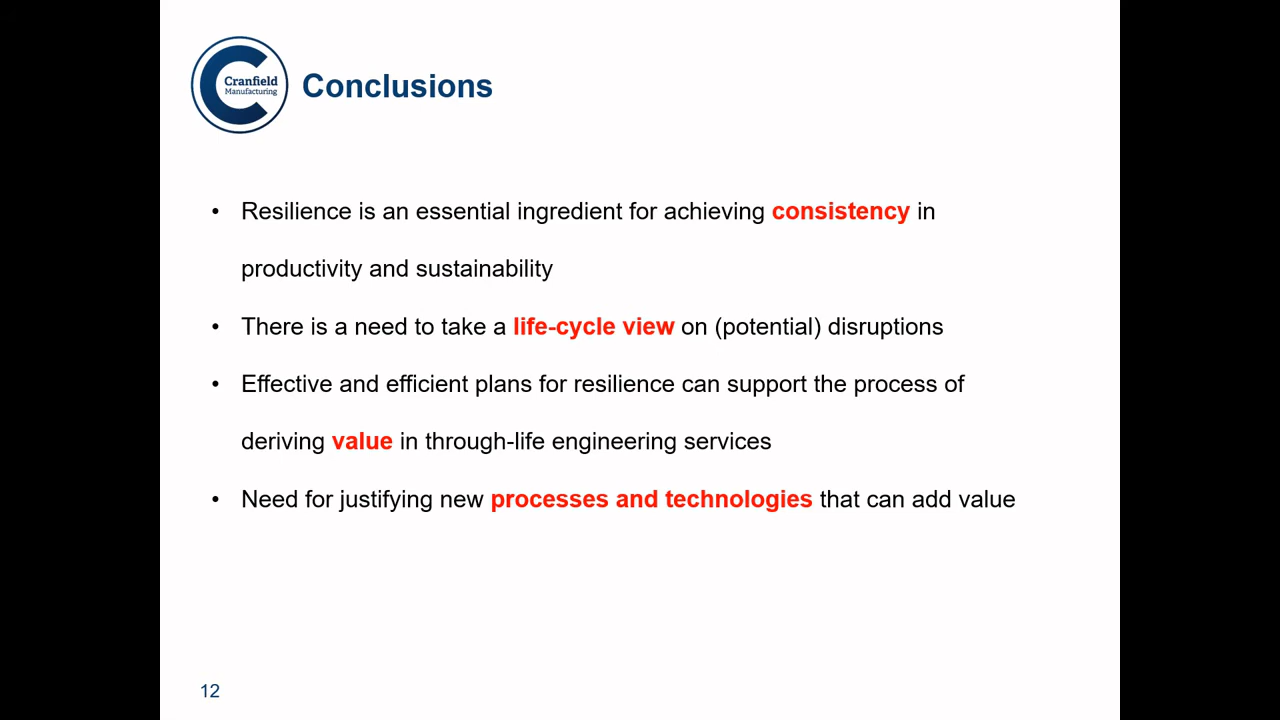 Cranfield
Manufacturing
Conclusions
• Resilience is an essential ingredient for achieving consistency in
productivity and sustainability
• There is a need to take a life-cycle view on (potential) disruptions
• Effective and efficient plans for resilience can support the process of
deriving value in through-life engineering services
• Need for justifying new processes and technologies that can add value
12